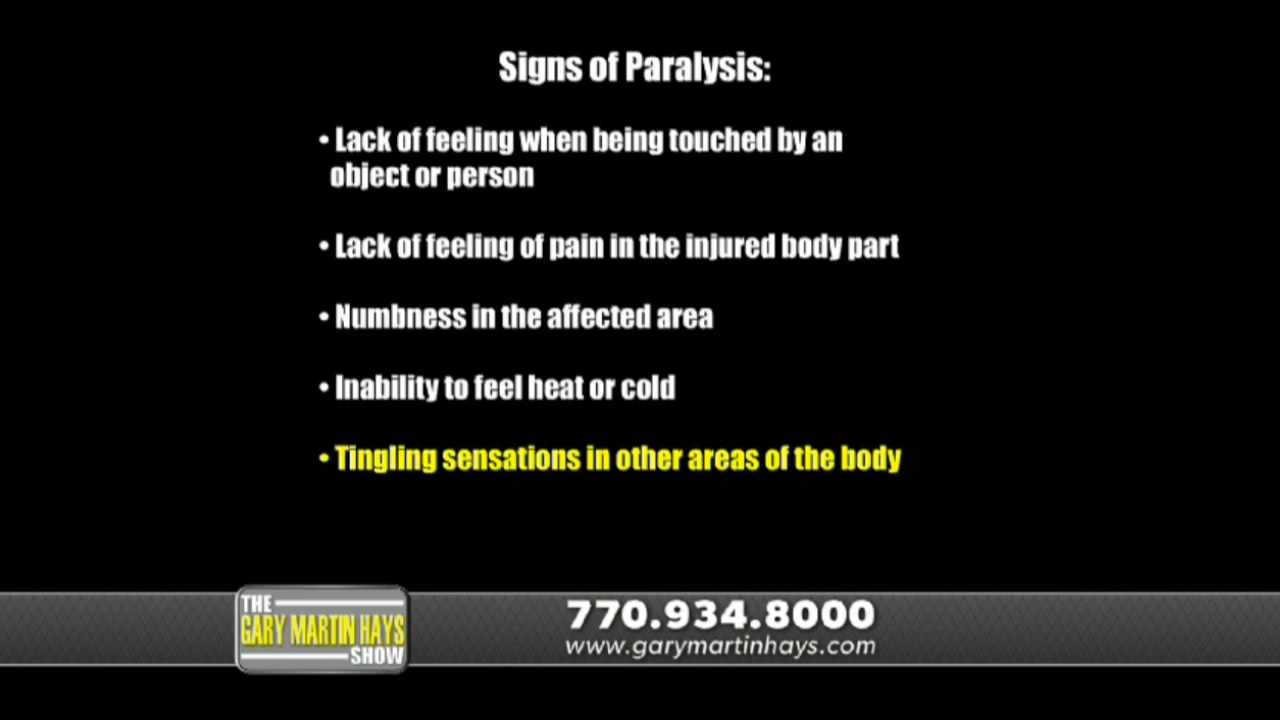 Signs of Paralysis:
• Lack of feeling when being touched by an
object or person
• Lack of feeling of pain in the injured body part
• Numbness in the affected area
• Inability to feel heat or cold
• Tingling sensations in other areas of the body
THE
GARY MARTIN HAYS
SHOW
770.934.8000
www.garymartinhays.com